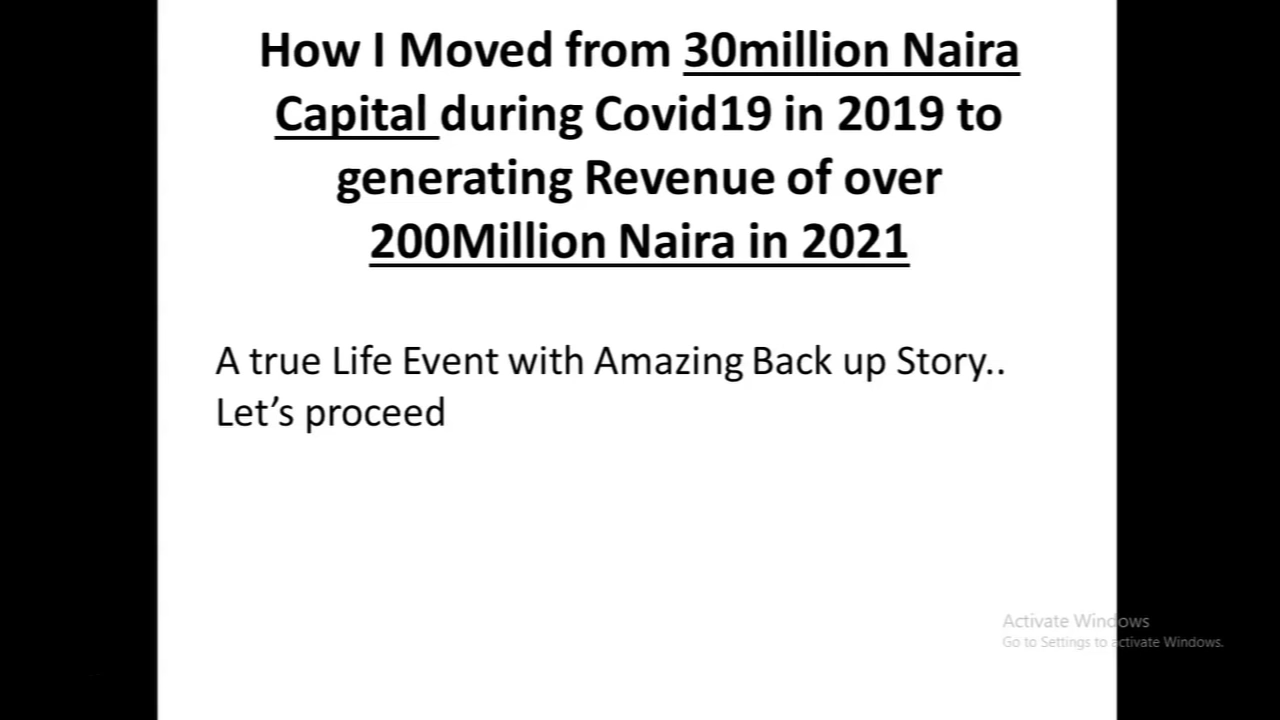 How I Moved from 30million Naira
Capital during Covid19 in 2019 to
generating Revenue of over
200Million Naira in 2021
A true Life Event with Amazing Back up Story..
Let’s proceed
Activate Windows
Go to Settings to activate Windows.